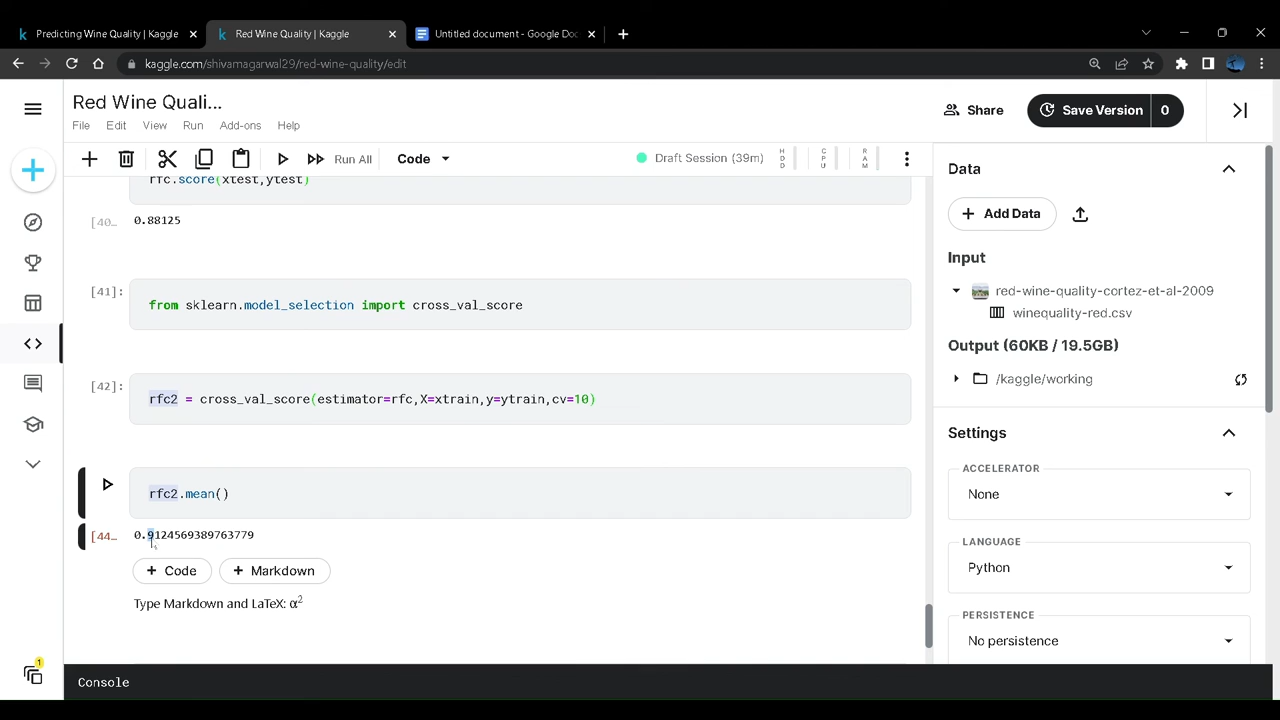 Predicting Wine Quality | Kaggle
Red Wine Quality | Kaggle
Untitled document - Google Doc
kaggle.com/shivamagarwal29/red-wine-quality/edit
Red Wine Quali...
File Edit View Run Add-ons Help
Share
Save Version 0
Run All
Code
Draft Session (39m)
HDD
CPU
RAM
rfc.score(xtest,ytest)
[40...
0.88125
[41]:
from sklearn.model_selection import cross_val_score
[42]:
rfc2 = cross_val_score(estimator=rfc,X=xtrain,y=ytrain,cv=10)
rfc2.mean()
[44...
0.9124569389763779
+ Code
+ Markdown
Type Markdown and LaTeX: α²
Console
Data
+ Add Data
Input
red-wine-quality-cortez-et-al-2009
winequality-red.csv
Output (60KB / 19.5GB)
/kaggle/working
Settings
ACCELERATOR
None
LANGUAGE
Python
PERSISTENCE
No persistence
1